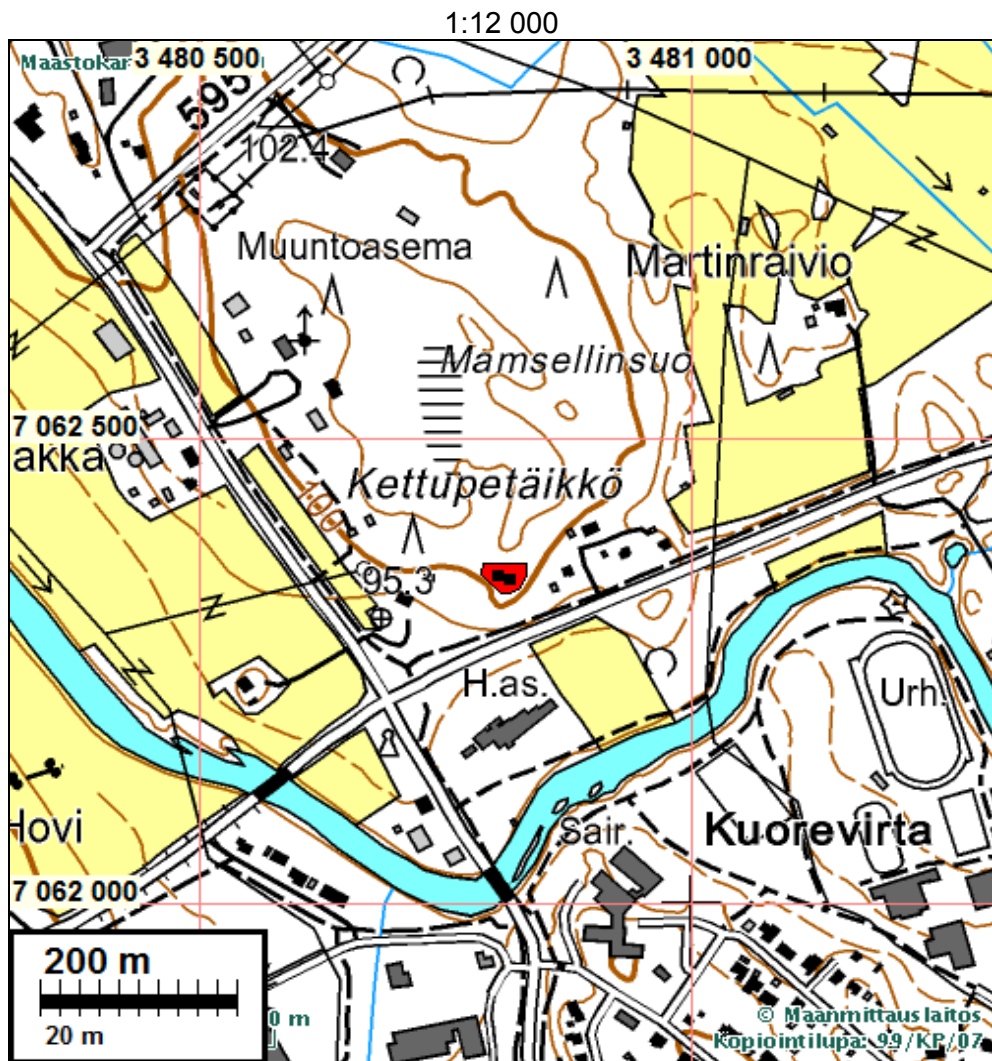 1:12 000
Maastokar
3 480 500
3 481 000
595
102.4
Muuntoasema
Martinraivio
Mamsellinsuo
7 062 500
akka
Kettupetäikkö
100
95.3
H.as.
Urh.
Hovi
Sair.
Kuorevirta
7 062 000
200 m
20 m
0 m
© Maanmittauslaitos
Kopiointilupa: 99/KP/07